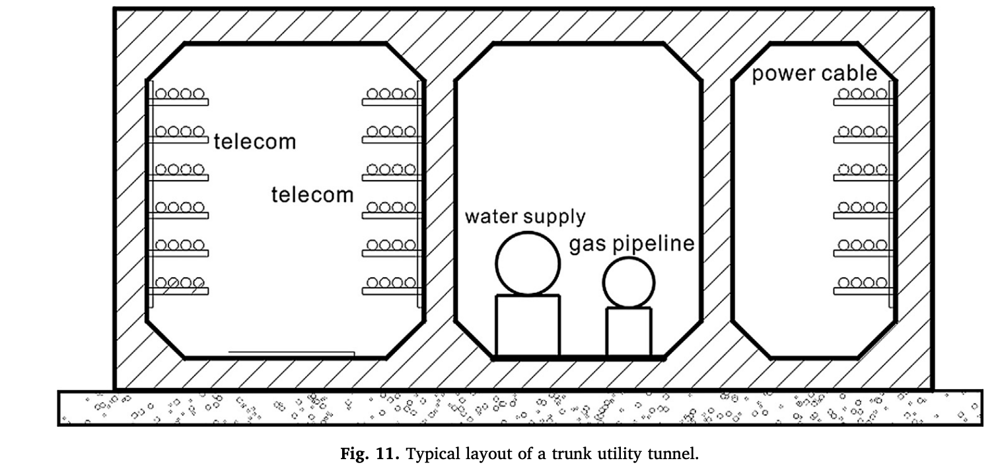 power cable
telecom
telecom
water supply
gas pipeline
Fig. 11. Typical layout of a trunk utility tunnel.